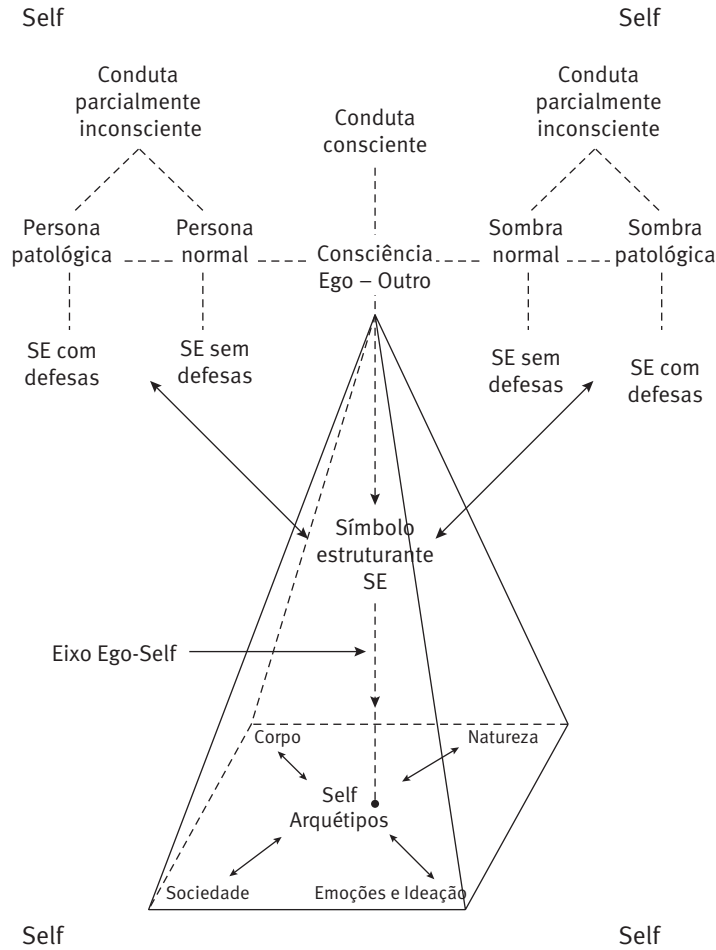 Self
Self
Conduta
parcialmente
inconsciente
Conduta
consciente
Conduta
parcialmente
inconsciente
Persona
patológica
Persona
normal
Consciência
Ego – Outro
Sombra
normal
Sombra
patológica
SE com
defesas
SE sem
defesas
SE sem
defesas
SE com
defesas
Símbolo
estruturante
SE
Eixo Ego-Self
Corpo
Natureza
Self
Arquétipos
Sociedade
Emoções e Ideação
Self
Self